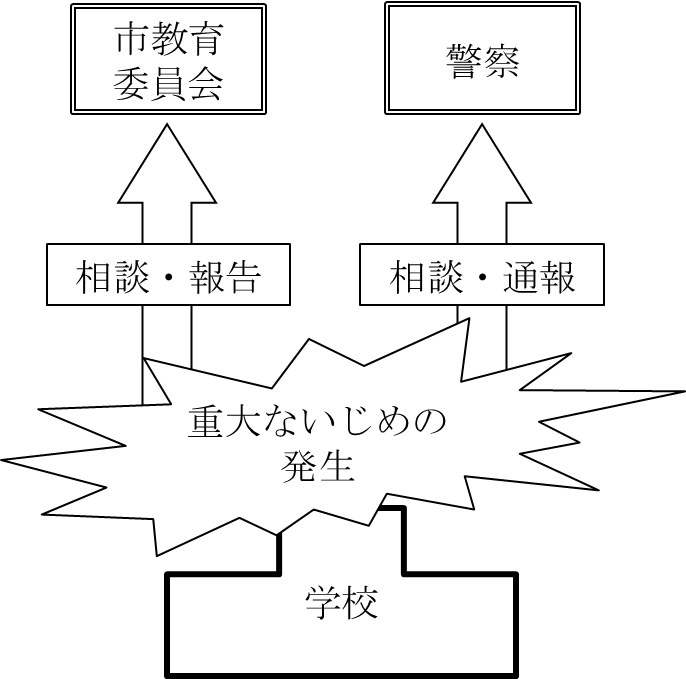 市教育
委員会
警察
相談・報告
相談・通報
重大ないじめの
発生
学校